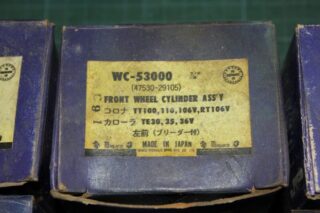 WC-53000
(47530-29105)
FRONT WHEEL CYLINDER ASS'Y
コロナ TT100,110,106V,RT106V
カローラ TE30,35,36V
左前 (ブリーダー付)
MADE IN JAPAN